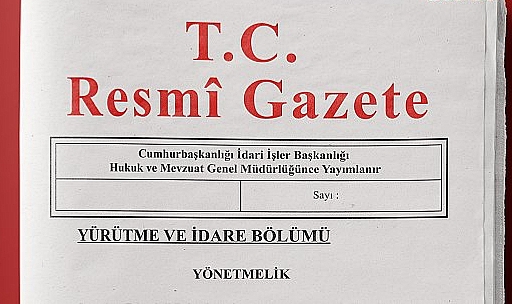 T.C.
Resmî Gazete
Cumhurbaşkanlığı İdari İşler Başkanlığı
Hukuk ve Mevzuat Genel Müdürlüğünce Yayımlanır
Sayı :
YÜRÜTME VE İDARE BÖLÜMÜ
YÖNETMELİK